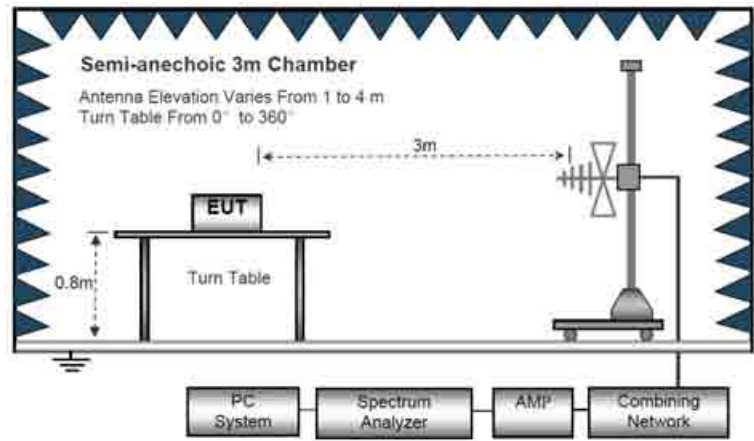 Semi-anechoic 3m Chamber
Antenna Elevation Varies From 1 to 4 m
Turn Table From 0° to 360°
3m
EUT
0.8m
Turn Table
PC
System
Spectrum
Analyzer
AMP
Combining
Network